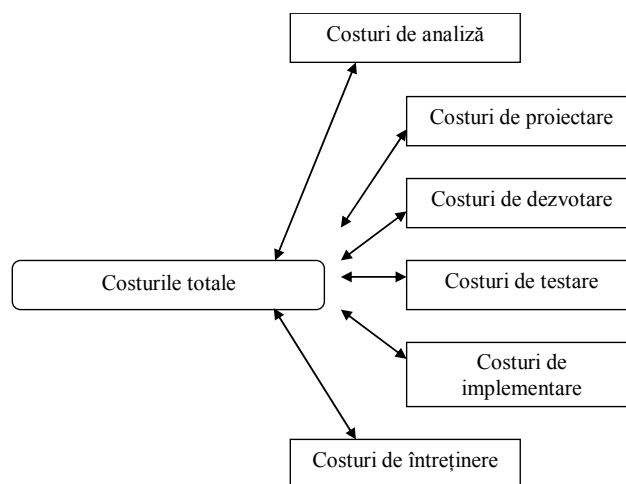 Costuri de analiză
Costuri de proiectare
Costuri de dezvotare
Costurile totale
Costuri de testare
Costuri de
implementare
Costuri de întreținere